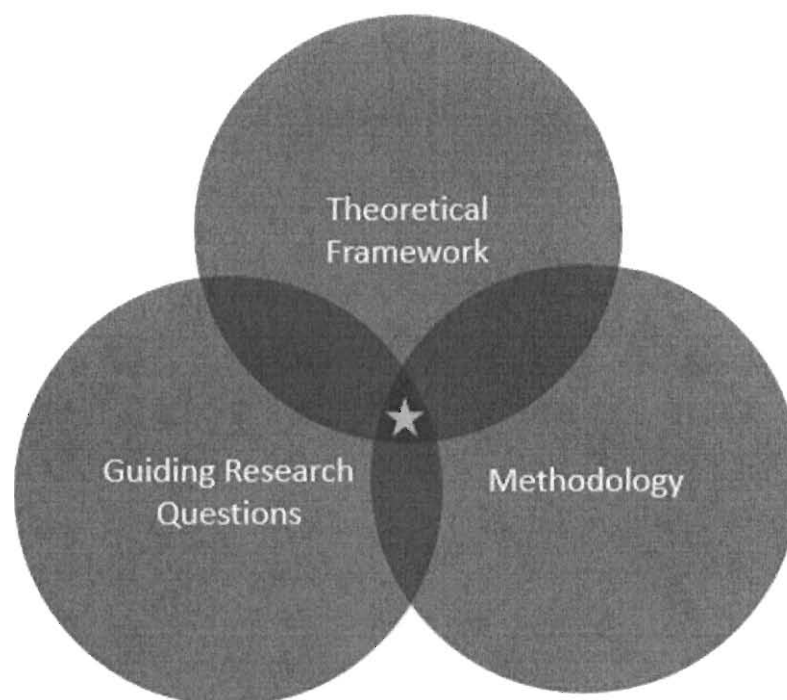 Theoretical
Framework
Guiding Research
Questions
Methodology